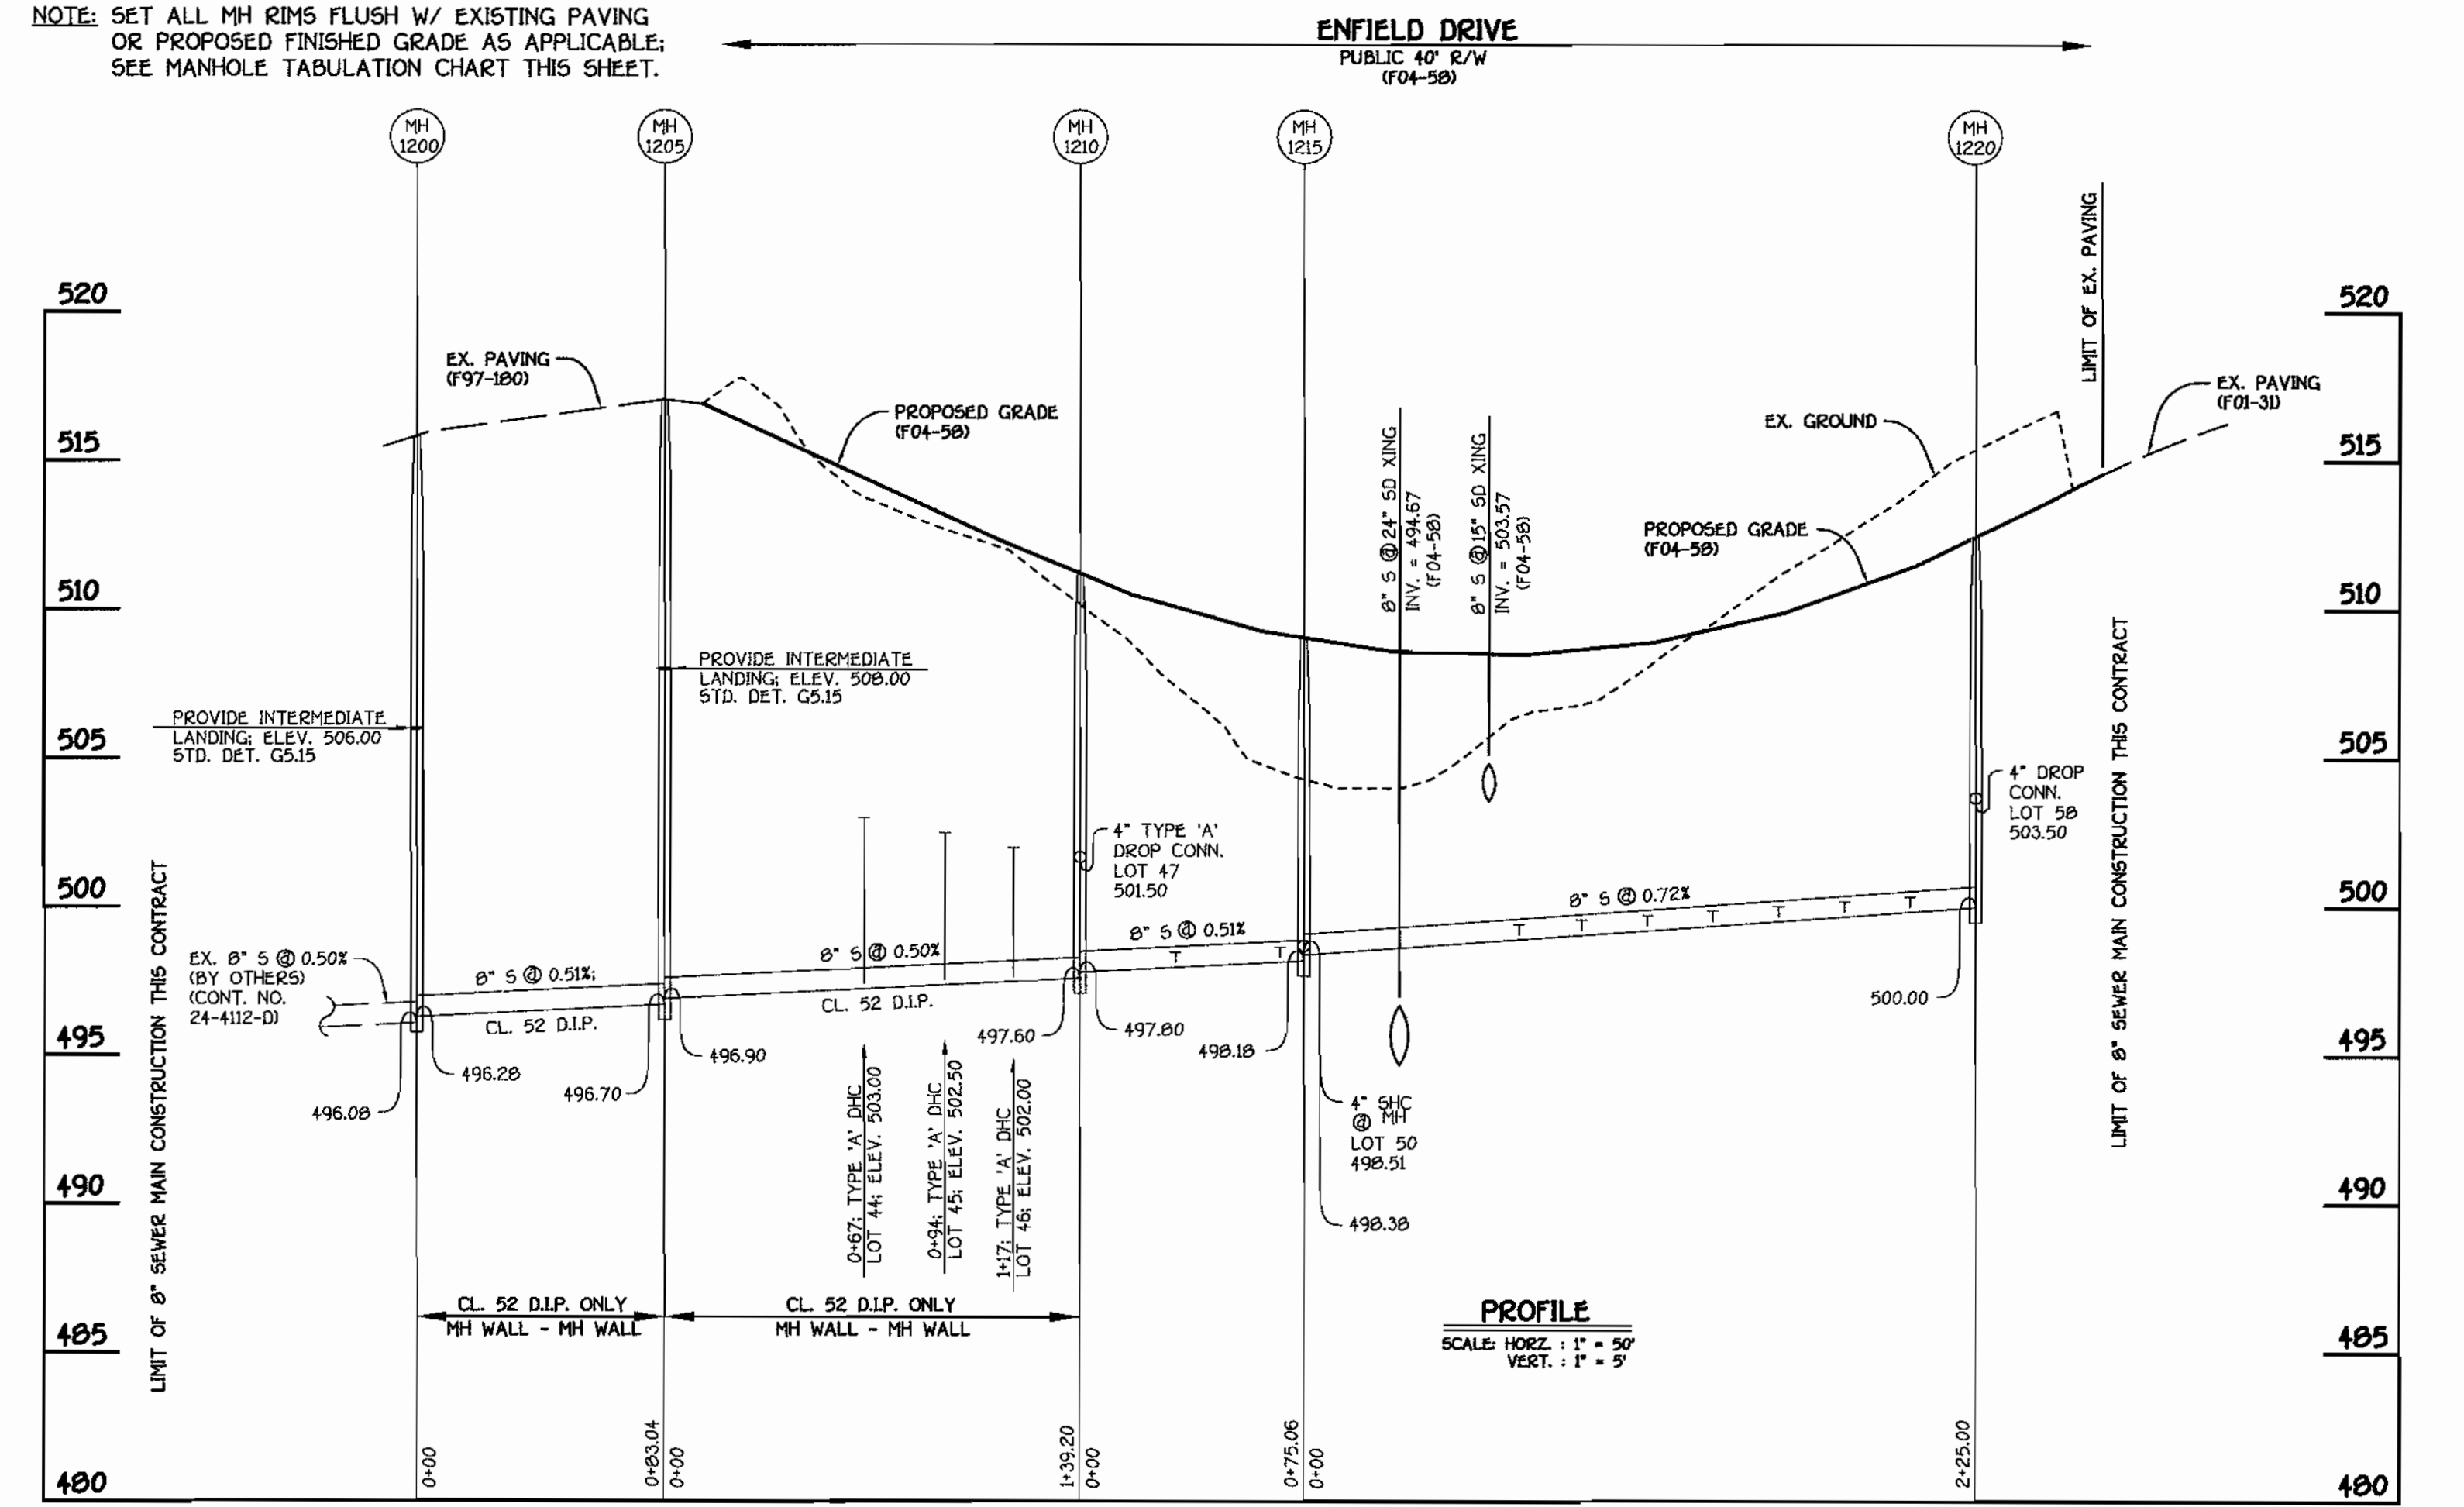 NOTE: SET ALL MH RIMS FLUSH W/ EXISTING PAVING
OR PROPOSED FINISHED GRADE AS APPLICABLE;
SEE MANHOLE TABULATION CHART THIS SHEET.
ENFIELD DRIVE
PUBLIC 40' R/W
(F04-58)
MH
1200
MH
1205
MH
1210
MH
1215
MH
1220
520
515
510
505
500
495
490
485
480
520
515
510
505
500
495
490
485
480
EX. PAVING
(F97-180)
PROPOSED GRADE
(F04-58)
8" S @ 24" SD XING
INV. = 494.67
(F04-58)
8" S @ 15" SD XING
INV. = 503.57
(F04-58)
EX. GROUND
PROPOSED GRADE
(F04-58)
LIMIT OF EX. PAVING
EX. PAVING
(F01-31)
PROVIDE INTERMEDIATE
LANDING; ELEV. 506.00
STD. DET. G5.15
PROVIDE INTERMEDIATE
LANDING; ELEV. 508.00
STD. DET. G5.15
4" TYPE 'A'
DROP CONN.
LOT 47
501.50
4" DROP
CONN.
LOT 58
503.50
LIMIT OF 8" SEWER MAIN CONSTRUCTION THIS CONTRACT
LIMIT OF 8" SEWER MAIN CONSTRUCTION THIS CONTRACT
EX. 8" S @ 0.50%
(BY OTHERS)
(CONT. NO.
24-4112-D)
8" S @ 0.51%;
CL. 52 D.I.P.
8" S @ 0.50%
CL. 52 D.I.P.
8" S @ 0.51%
T T
8" S @ 0.72%
T T T T T T T
496.08
496.28
496.70
496.90
497.60
497.80
498.18
4" SHC
@ MH
LOT 50
498.51
498.38
500.00
0+67; TYPE 'A' DHC
LOT 44; ELEV. 503.00
0+94; TYPE 'A' DHC
LOT 45; ELEV. 502.50
1+17; TYPE 'A' DHC
LOT 46; ELEV. 502.00
CL. 52 D.I.P. ONLY
MH WALL - MH WALL
CL. 52 D.I.P. ONLY
MH WALL - MH WALL
PROFILE
SCALE: HORZ. : 1" = 50'
VERT. : 1" = 5'
0+00
0+83.04
0+00
1+39.20
0+00
0+75.06
0+00
2+25.00